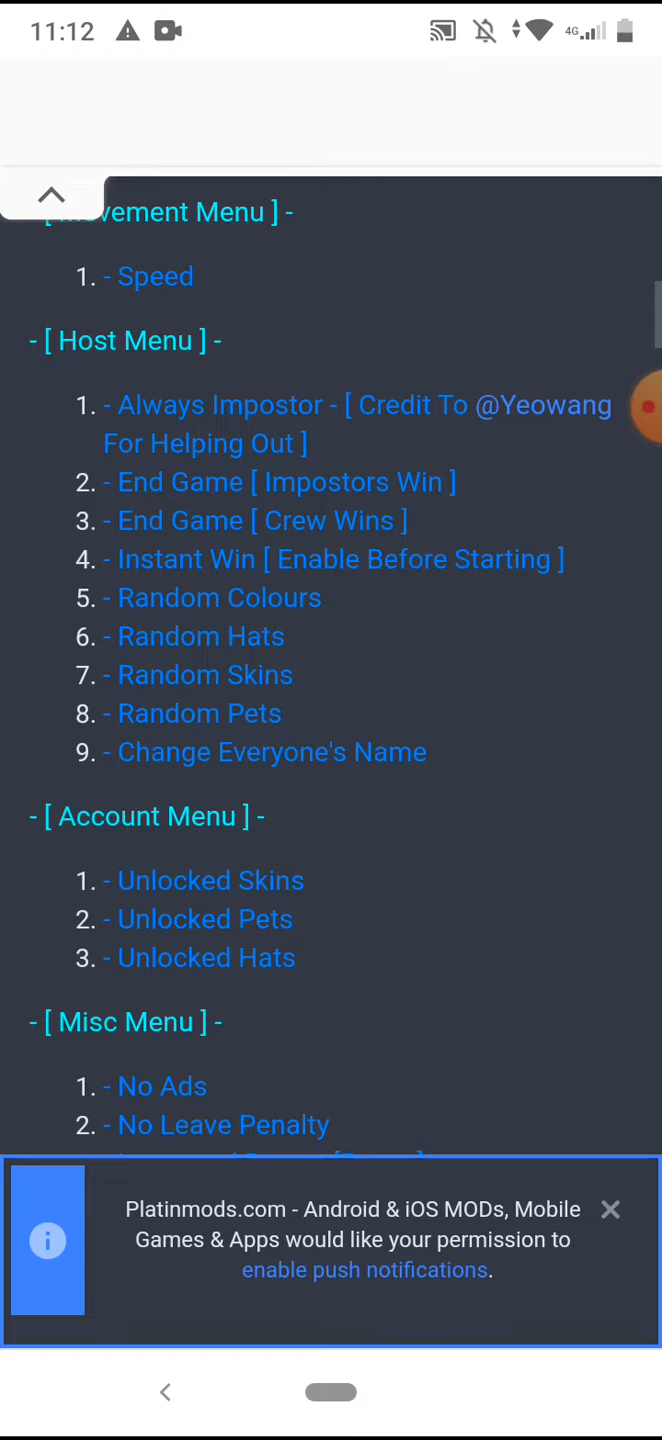 11:12
4G
vement Menu ] -
1. - Speed
- [ Host Menu ] -
1. - Always Impostor - [ Credit To @Yeowang
For Helping Out ]
2. - End Game [ Impostors Win ]
3. - End Game [ Crew Wins ]
4. - Instant Win [ Enable Before Starting ]
5. - Random Colours
6. - Random Hats
7. - Random Skins
8. - Random Pets
9. - Change Everyone's Name
- [ Account Menu ] -
1. - Unlocked Skins
2. - Unlocked Pets
3. - Unlocked Hats
- [ Misc Menu ] -
1. - No Ads
2. - No Leave Penalty
Platinmods.com - Android & iOS MODs, Mobile
Games & Apps would like your permission to
enable push notifications.